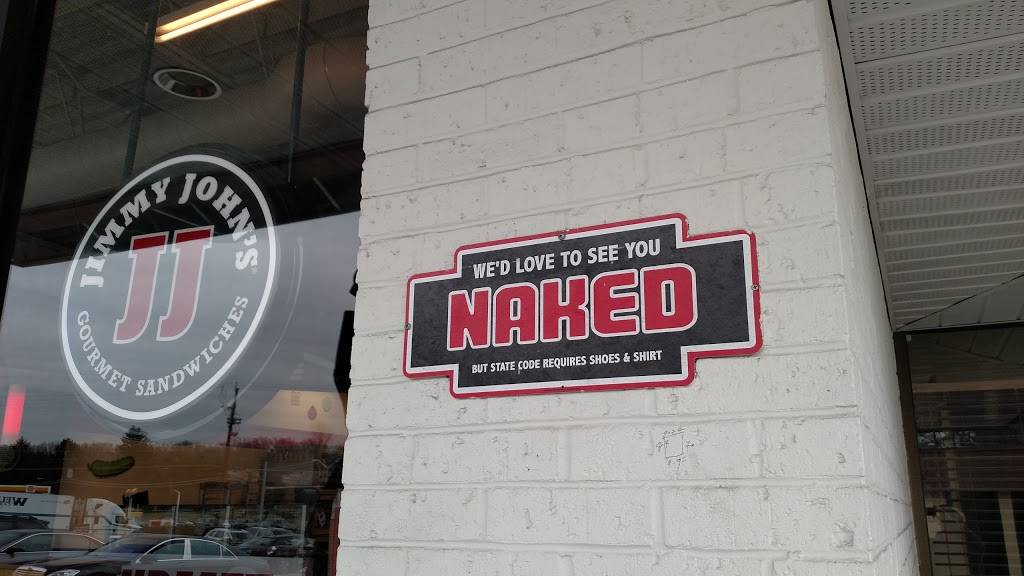 JIMMY JOHN'S
JJ
GOURMET SANDWICHES
WE'D LOVE TO SEE YOU
NAKED
BUT STATE CODE REQUIRES SHOES & SHIRT